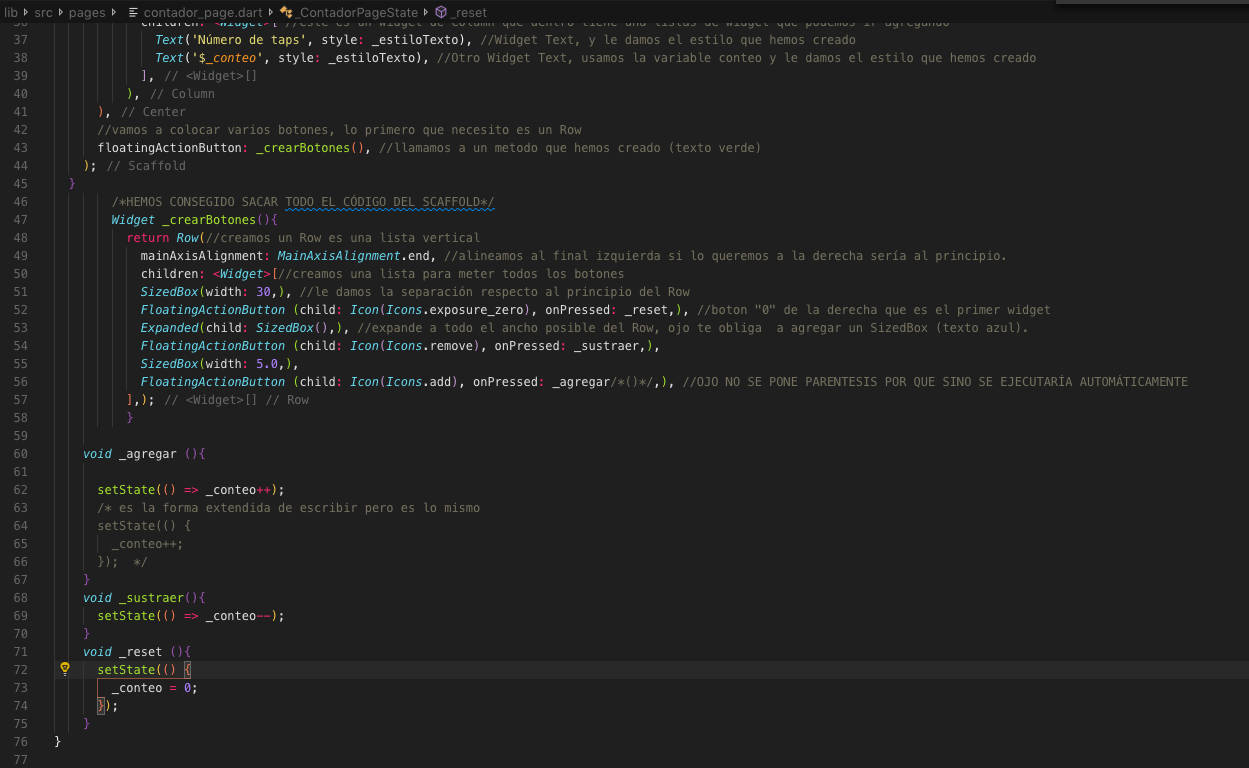 lib › src › pages › contador_page.dart › _ContadorPageState › _reset
36 children: <Widget>[ //este es un widget de column que dentro tiene una listas de widget que podemos ir agregando
37 Text('Número de taps', style: _estiloTexto), //Widget Text, y le damos el estilo que hemos creado
38 Text('$_conteo', style: _estiloTexto), //Otro Widget Text, usamos la variable conteo y le damos el estilo que hemos creado
39 ], // <Widget>[]
40 ), // Column
41 ), // Center
42 //vamos a colocar varios botones, lo primero que necesito es un Row
43 floatingActionButton: _crearBotones(), //llamamos a un metodo que hemos creado (texto verde)
44 ); // Scaffold
45 }
46 /*HEMOS CONSEGIDO SACAR TODO EL CÓDIGO DEL SCAFFOLD*/
47 Widget _crearBotones(){
48 return Row(//creamos un Row es una lista vertical
49 mainAxisAlignment: MainAxisAlignment.end, //alineamos al final izquierda si lo queremos a la derecha sería al principio.
50 children: <Widget>[//creamos una lista para meter todos los botones
51 SizedBox(width: 30,), //le damos la separación respecto al principio del Row
52 FloatingActionButton (child: Icon(Icons.exposure_zero), onPressed: _reset,), //boton "0" de la derecha que es el primer widget
53 Expanded(child: SizedBox(),), //expande a todo el ancho posible del Row, ojo te obliga  a agregar un SizedBox (texto azul).
54 FloatingActionButton (child: Icon(Icons.remove), onPressed: _sustraer,),
55 SizedBox(width: 5.0,),
56 FloatingActionButton (child: Icon(Icons.add), onPressed: _agregar/*()*/,), //OJO NO SE PONE PARENTESIS POR QUE SINO SE EJECUTARÍA AUTOMÁTICAMENTE
57 ],); // <Widget>[] // Row
58 }
59
60 void _agregar (){
61
62 setState(() => _conteo++);
63 /* es la forma extendida de escribir pero es lo mismo
64 setState(() {
65 _conteo++;
66 });  */
67 }
68 void _sustraer(){
69 setState(() => _conteo--);
70 }
71 void _reset (){
72 setState(() {
73 _conteo = 0;
74 });
75 }
76 }
77